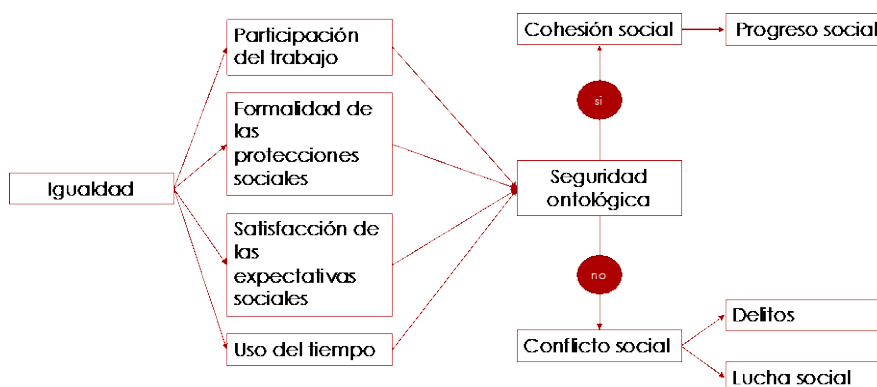 Igualdad
Participación
del trabajo
Formalidad de
las
protecciones
sociales
Satisfacción de
las
expectativas
sociales
Uso del tiempo
Seguridad
ontológica
si
Cohesión social
Progreso social
no
Conflicto social
Delitos
Lucha social